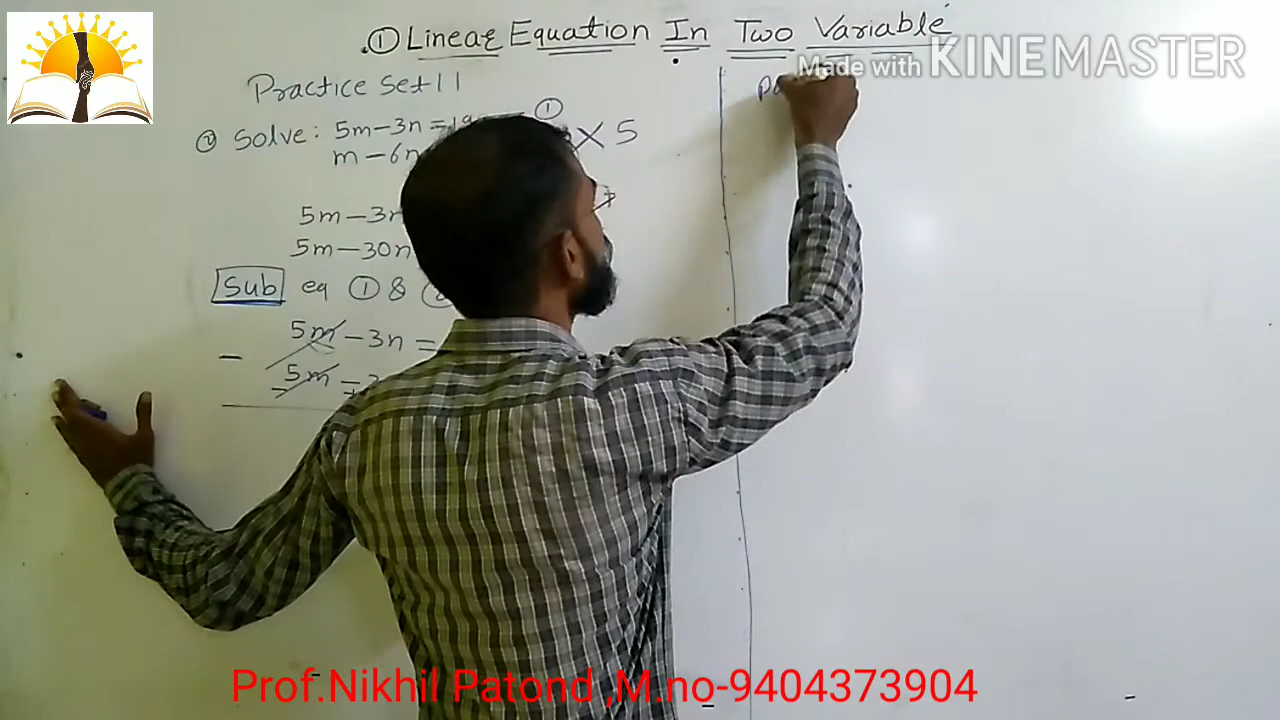 ① Linear Equation In Two Variable
Made with KINEMASTER
Practice Set 1 1
② Solve: 5m - 3n = 19 — ①
m - 6n × 5
5m - 3n
5m - 30n
Sub eq ① &
5m - 3n =
- 5m
Prof.Nikhil Patond ,M.no-9404373904